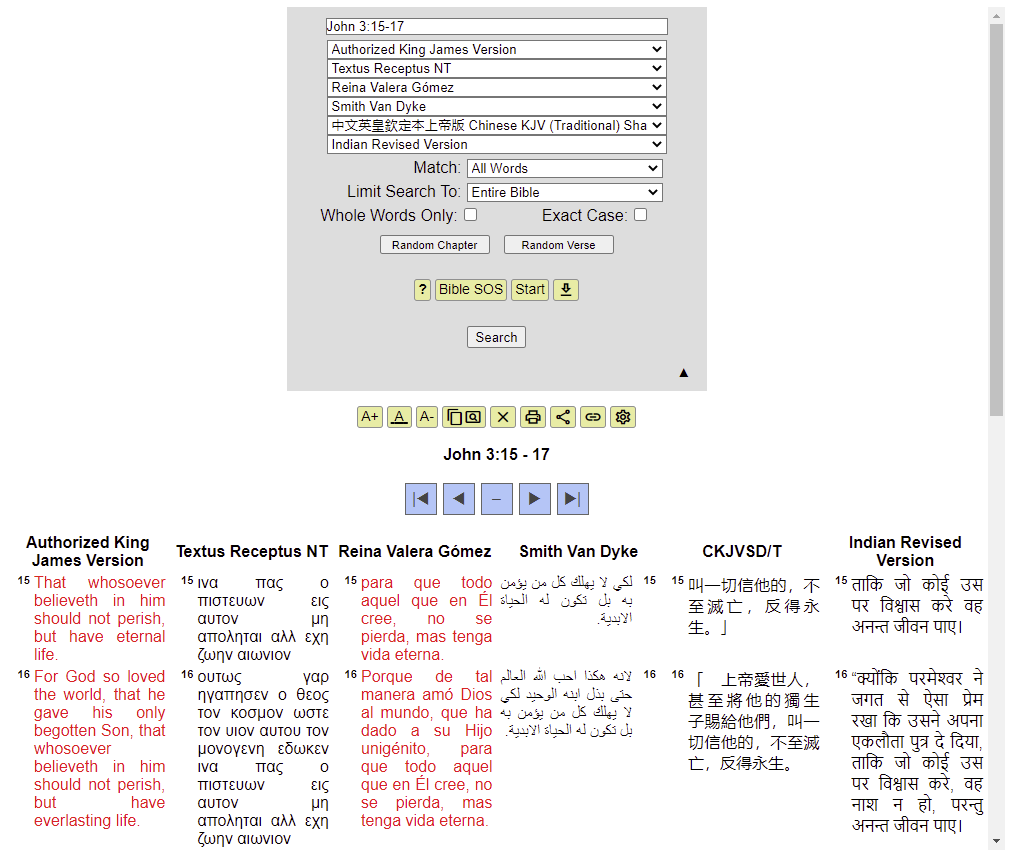 John 3:15-17
Authorized King James Version
Textus Receptus NT
Reina Valera Gómez
Smith Van Dyke
中文英皇欽定本上帝版 Chinese KJV (Traditional) Sha
Indian Revised Version
Match: All Words
Limit Search To: Entire Bible
Whole Words Only: Exact Case:
Random Chapter Random Verse
? Bible SOS Start
Search
▲
A+ A A-
John 3:15 - 17
Authorized King
James Version
Textus Receptus NT
Reina Valera Gómez
Smith Van Dyke
CKJVSD/T
Indian Revised
Version
15 That whosoever
believeth in him
should not perish,
but have eternal
life.
15 ινα πας ο
πιστευων εις
αυτον μη
αποληται αλλ εχη
ζωην αιωνιον
15 para que todo
aquel que en Él
cree, no se
pierda, mas tenga
vida eterna.
15 لكي لا يهلك كل من يؤمن
به بل تكون له الحياة
الابدية.
15 叫一切信他的，不
至滅亡，反得永
生。」
15 ताकि जो कोई उस
पर विश्वास करे वह
अनन्त जीवन पाए।
16 For God so loved
the world, that he
gave his only
begotten Son, that
whosoever
believeth in him
should not perish,
but have
everlasting life.
16 ουτως γαρ
ηγαπησεν ο θεος
τον κοσμον ωστε
τον υιον αυτου τον
μονογενη εδωκεν
ινα πας ο
πιστευων εις
αυτον μη
αποληται αλλ εχη
ζωην αιωνιον
16 Porque de tal
manera amó Dios
al mundo, que ha
dado a su Hijo
unigénito, para
que todo aquel
que en Él cree, no
se pierda, mas
tenga vida eterna.
16 لانه هكذا احب الله العالم
حتى بذل ابنه الوحيد لكي
لا يهلك كل من يؤمن به
بل تكون له الحياة الابدية.
16 「 上帝愛世人，
甚至將他的獨生
子賜給他們，叫一
切信他的，不至滅
亡，反得永生。
16 “क्योंकि परमेश्वर ने
जगत से ऐसा प्रेम
रखा कि उसने अपना
एकलौता पुत्र दे दिया,
ताकि जो कोई उस
पर विश्वास करे, वह
नाश न हो, परन्तु
अनन्त जीवन पाए।